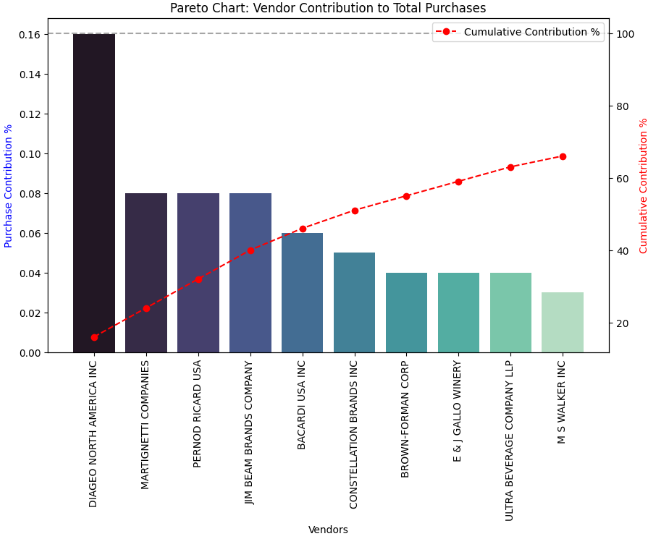 Pareto Chart: Vendor Contribution to Total Purchases
Cumulative Contribution %
Purchase Contribution %
0.16
0.14
0.12
0.10
0.08
0.06
0.04
0.02
0.00
100
80
60
40
20
Cumulative Contribution %
DIAGEO NORTH AMERICA INC
MARTIGNETTI COMPANIES
PERNOD RICARD USA
JIM BEAM BRANDS COMPANY
BACARDI USA INC
CONSTELLATION BRANDS INC
BROWN-FORMAN CORP
E & J GALLO WINERY
ULTRA BEVERAGE COMPANY LLP
M S WALKER INC
Vendors